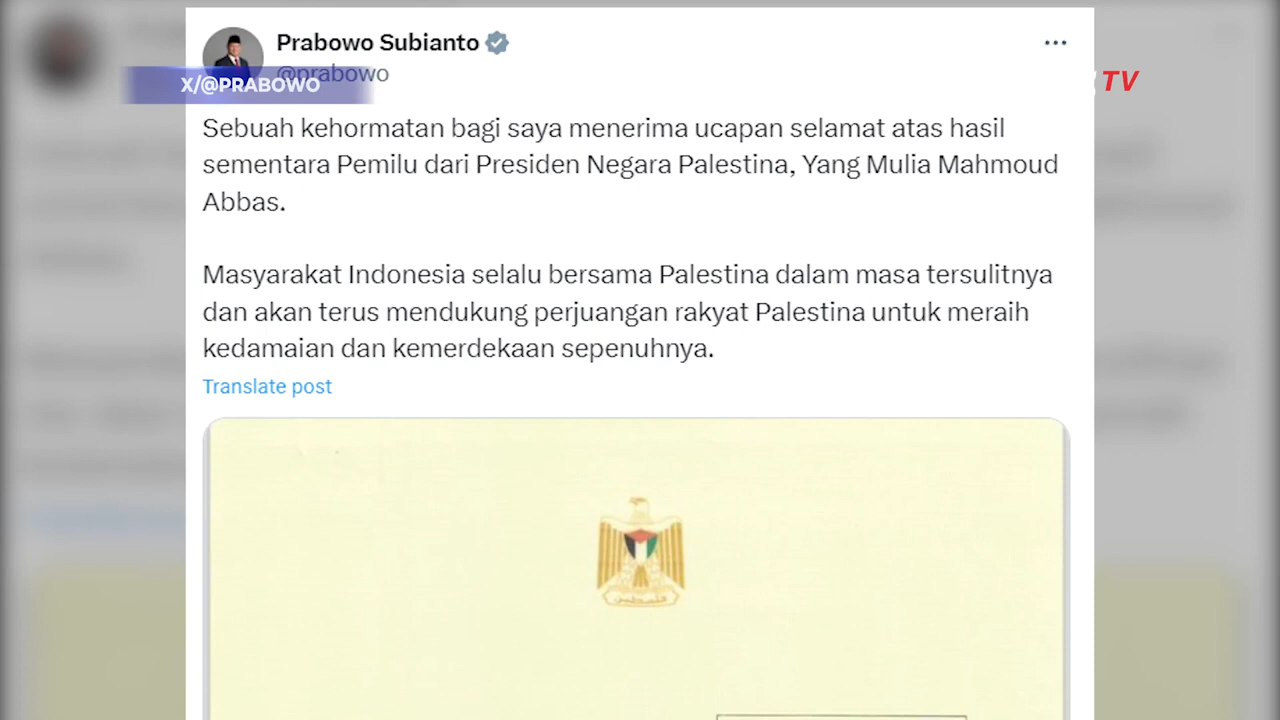 Prabowo Subianto
@prabowo
X/@PRABOWO
TV
Sebuah kehormatan bagi saya menerima ucapan selamat atas hasil
sementara Pemilu dari Presiden Negara Palestina, Yang Mulia Mahmoud
Abbas.
Masyarakat Indonesia selalu bersama Palestina dalam masa tersulitnya
dan akan terus mendukung perjuangan rakyat Palestina untuk meraih
kedamaian dan kemerdekaan sepenuhnya.
Translate post
فلسطين